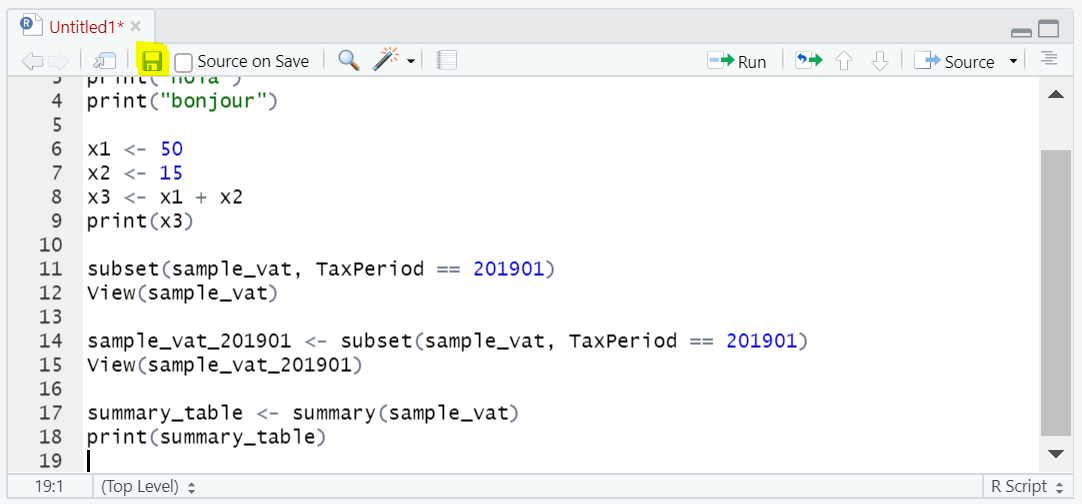 Untitled1*
Source on Save Run Source
3 print("hola")
4 print("bonjour")
5
6 x1 <- 50
7 x2 <- 15
8 x3 <- x1 + x2
9 print(x3)
10
11 subset(sample_vat, TaxPeriod == 201901)
12 View(sample_vat)
13
14 sample_vat_201901 <- subset(sample_vat, TaxPeriod == 201901)
15 View(sample_vat_201901)
16
17 summary_table <- summary(sample_vat)
18 print(summary_table)
19
19:1 (Top Level) R Script